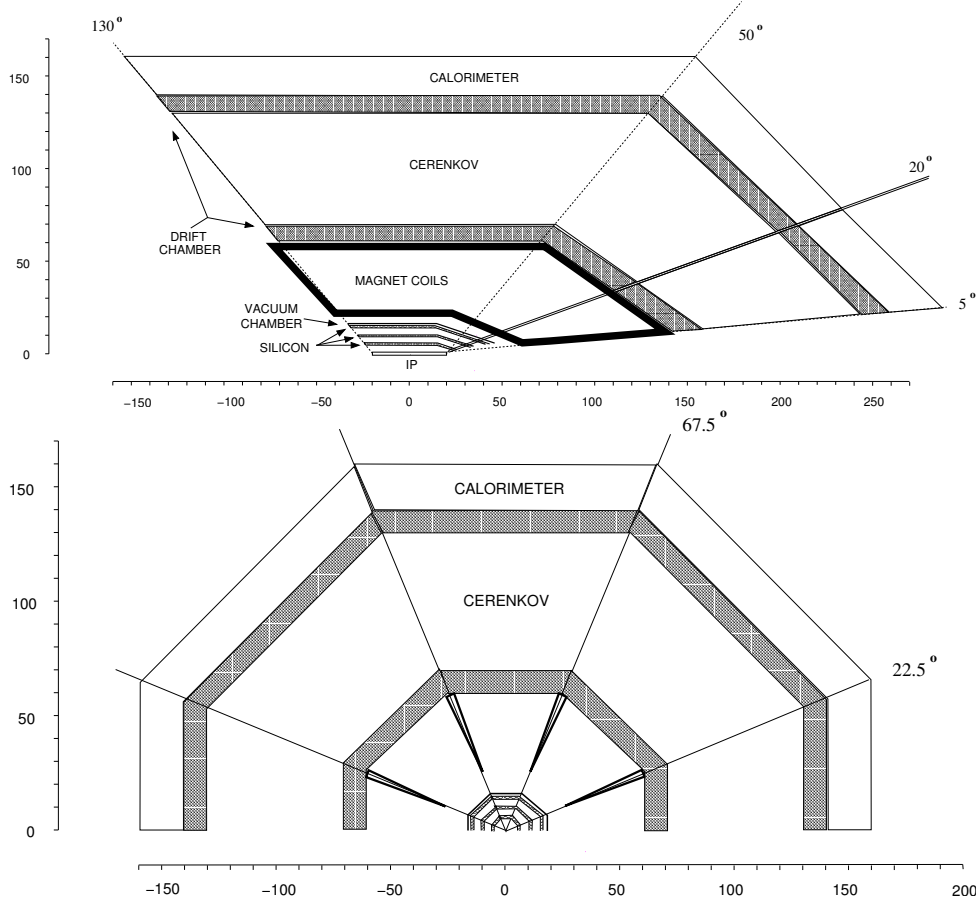 130°
50°
150
CALORIMETER
100
CERENKOV
20°
DRIFT
CHAMBER
50
MAGNET COILS
VACUUM
CHAMBER
5°
SILICON
0
IP
−150 −100 −50 0 50 100 150 200 250
67.5°
150
CALORIMETER
100
CERENKOV
22.5°
50
0
−150 −100 −50 0 50 100 150 200